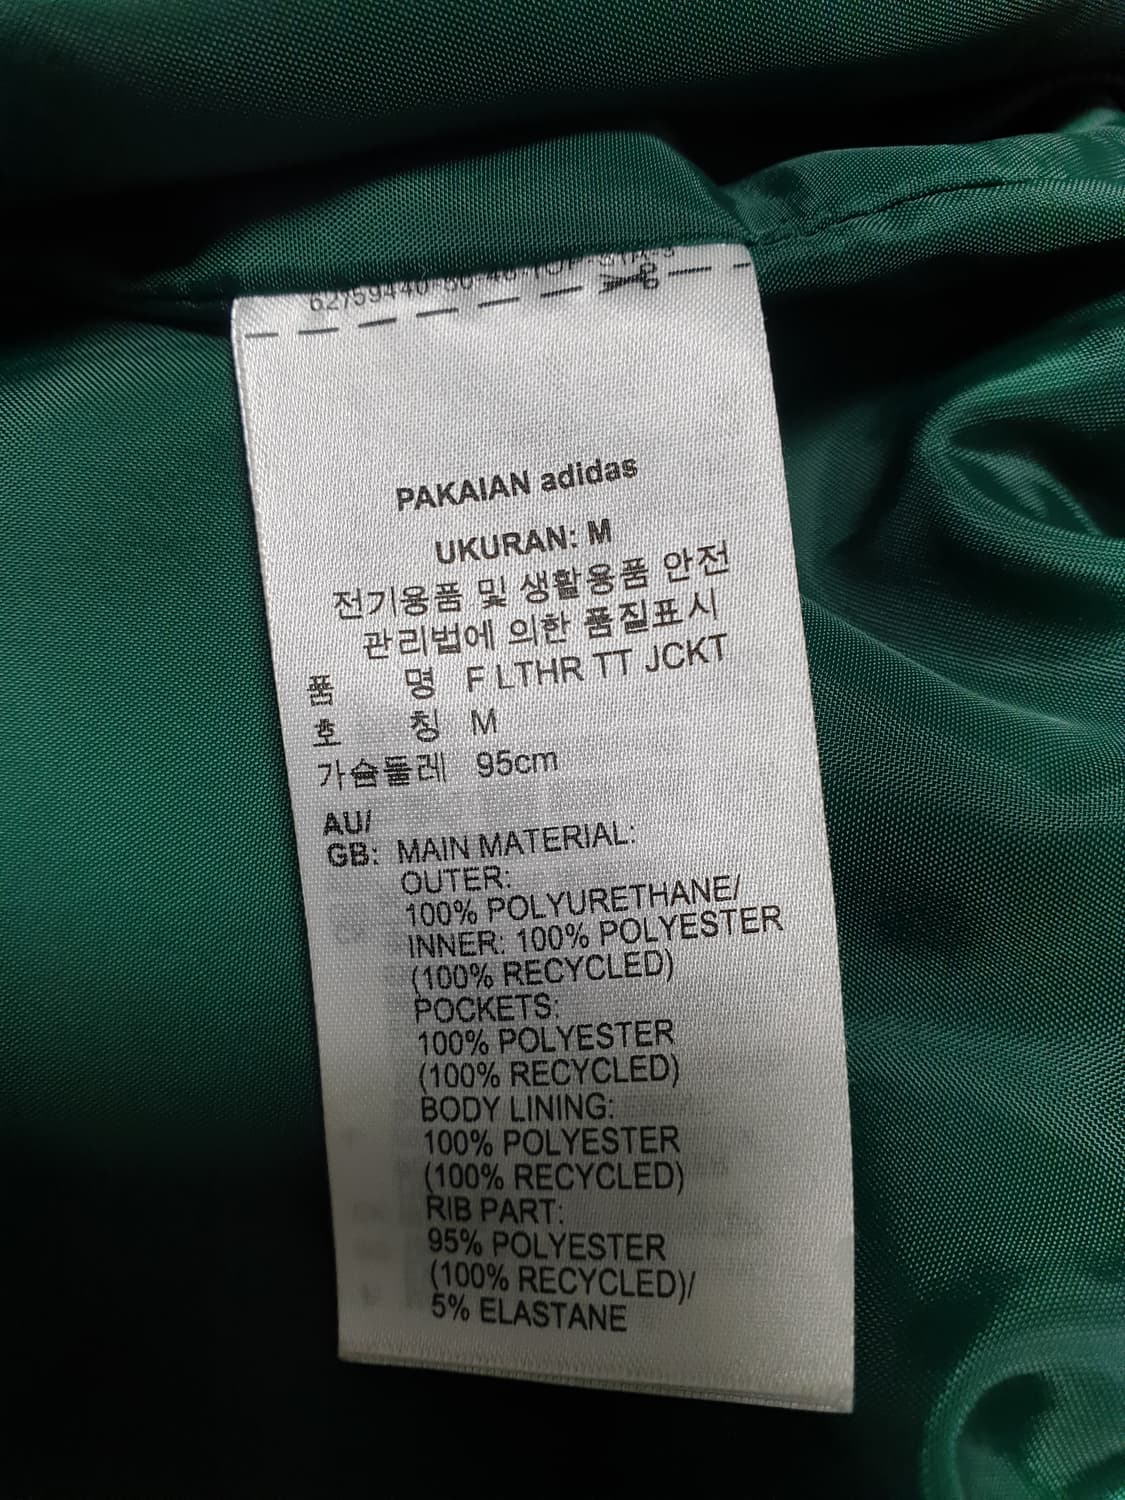 PAKAIAN adidas
UKURAN: M
전기용품 및 생활용품 안전
관리법에 의한 품질표시
품 명 F LTHR TT JCKT
호 칭 M
가슴둘레 95cm
AU/
GB: MAIN MATERIAL:
OUTER:
100% POLYURETHANE/
INNER: 100% POLYESTER
(100% RECYCLED)
POCKETS:
100% POLYESTER
(100% RECYCLED)
BODY LINING:
100% POLYESTER
(100% RECYCLED)
RIB PART:
95% POLYESTER
(100% RECYCLED)/
5% ELASTANE